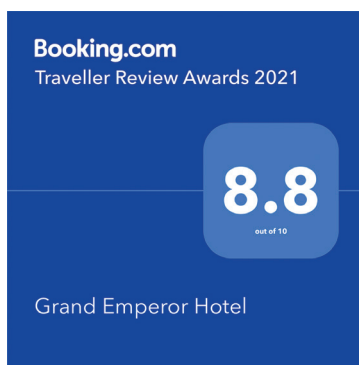 Booking.com
Traveller Review Awards 2021
8.8
out of 10
Grand Emperor Hotel